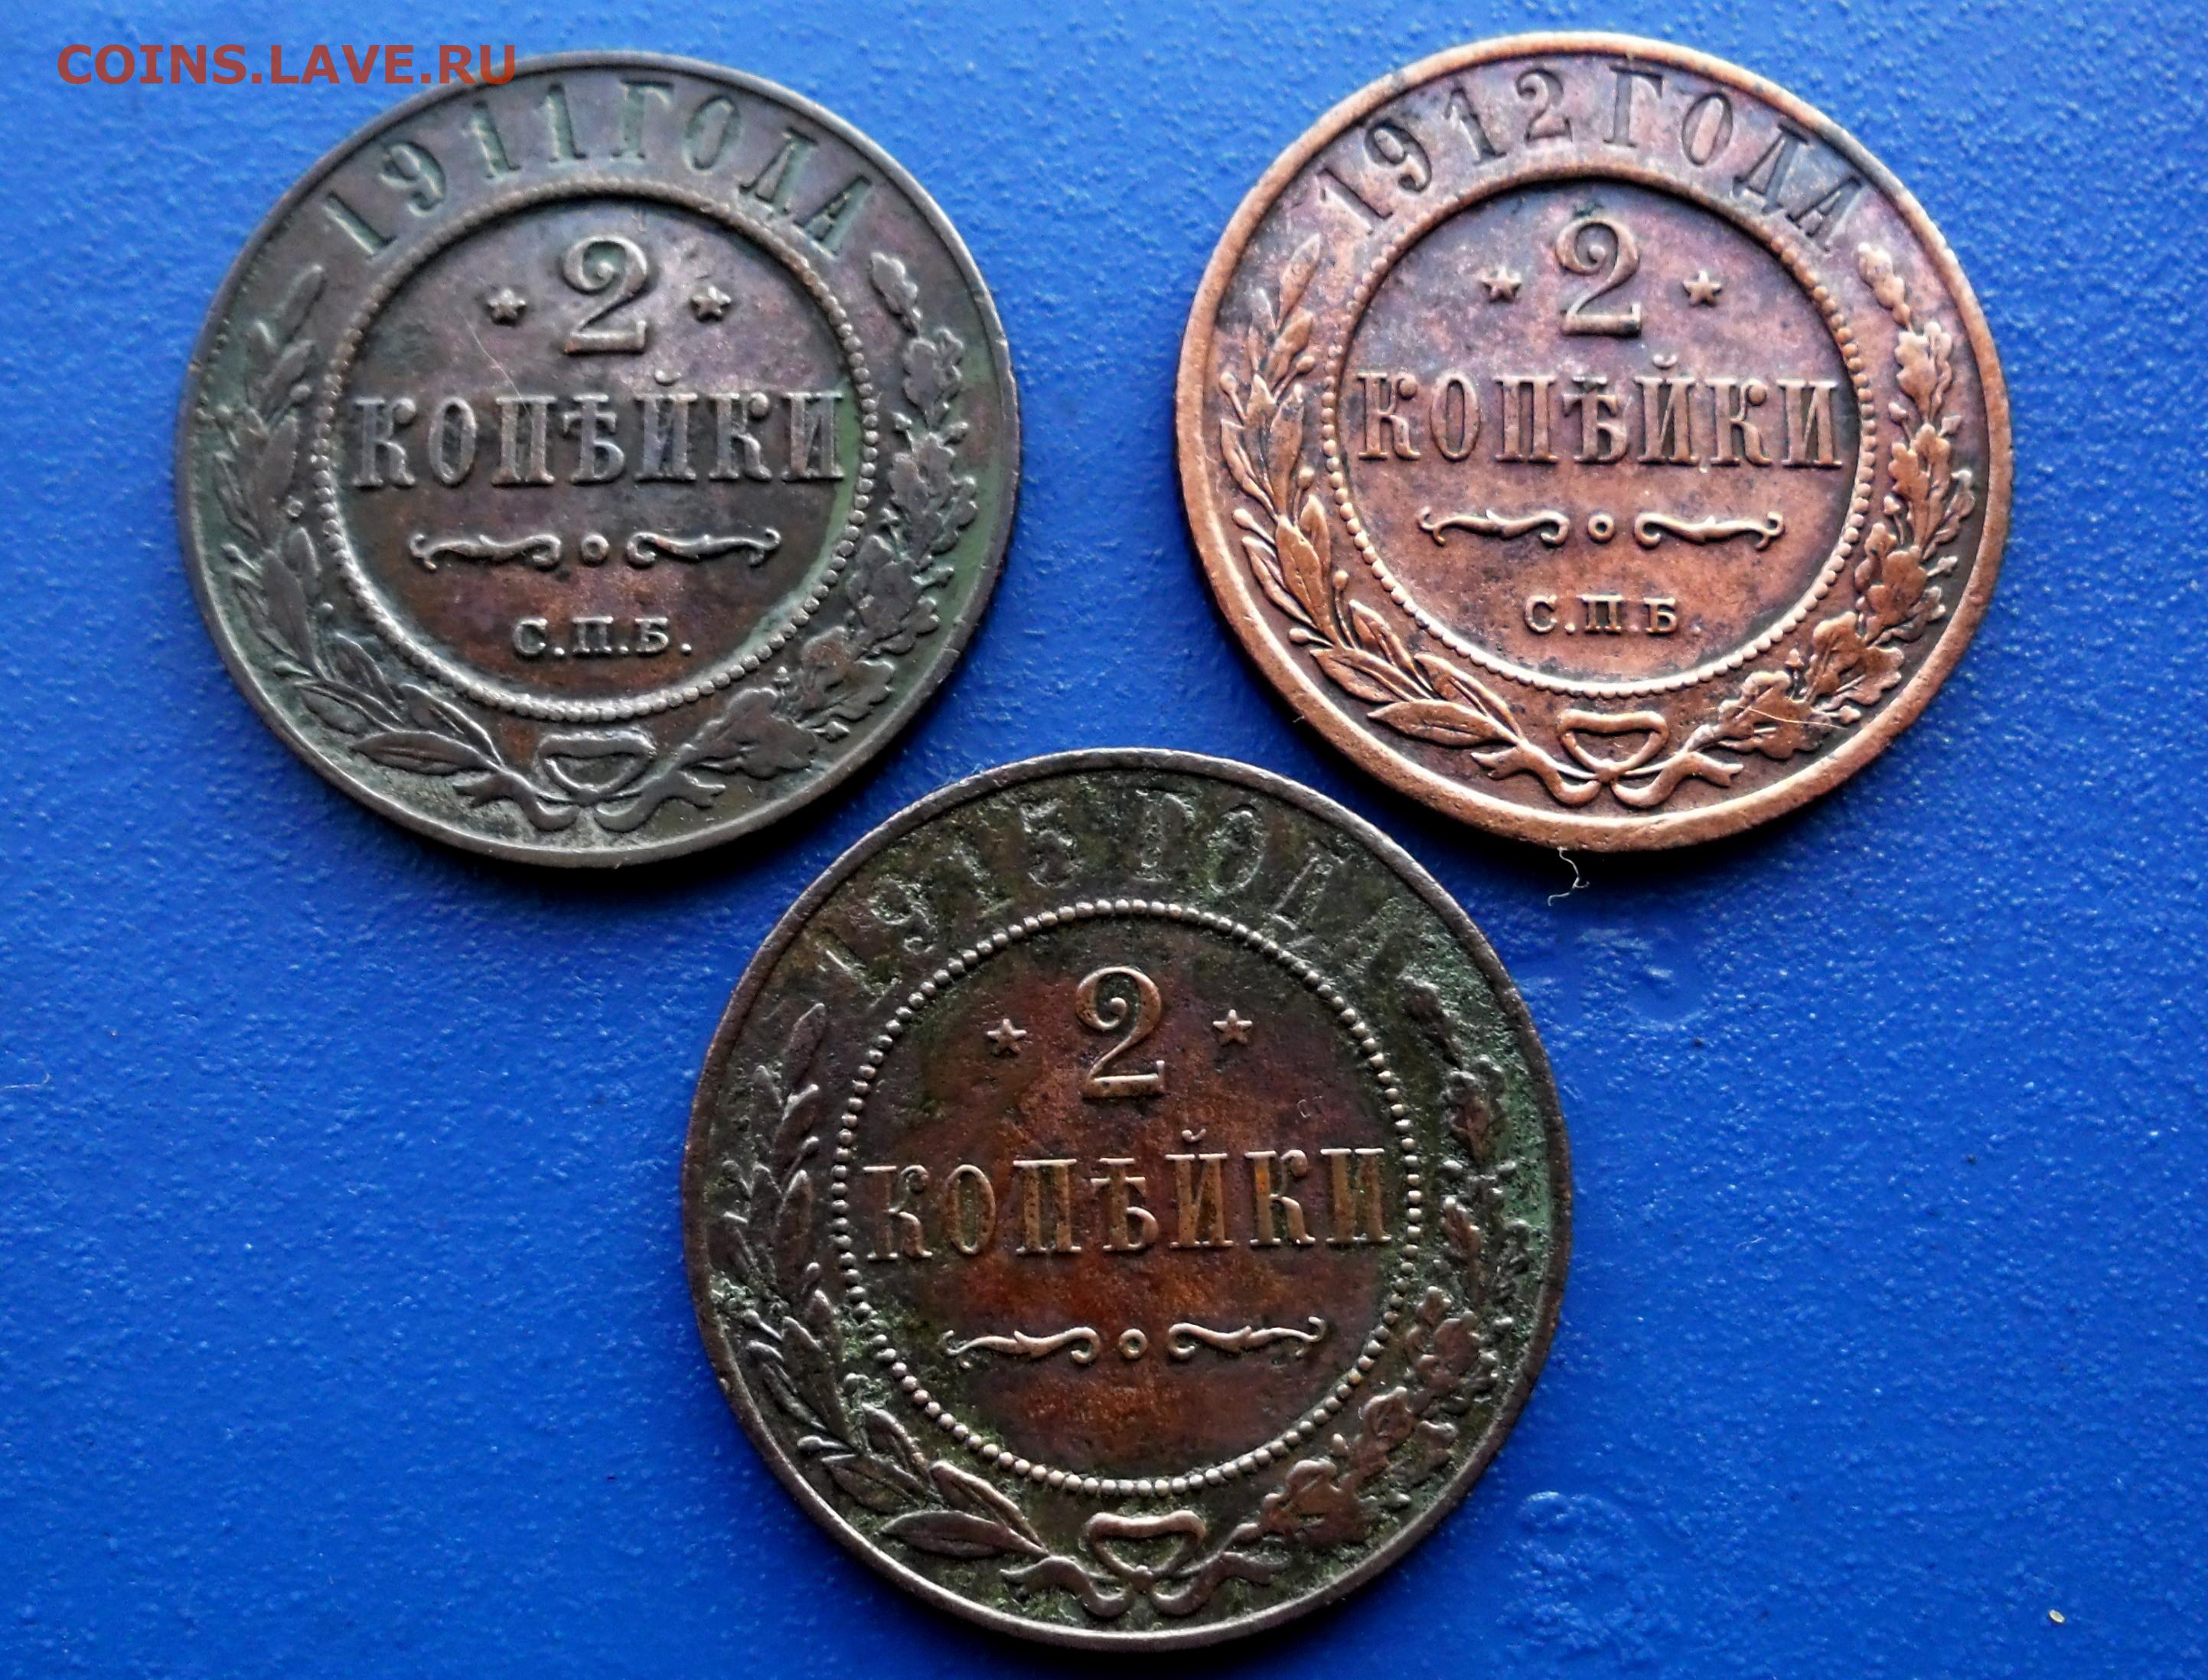 COINS.LAVE.RU
1911 ГОДА
2
КОПѢЙКИ
С.П.Б.
1912 ГОДА
2
КОПѢЙКИ
С.П.Б.
1915 ГОДА
2
КОПѢЙКИ